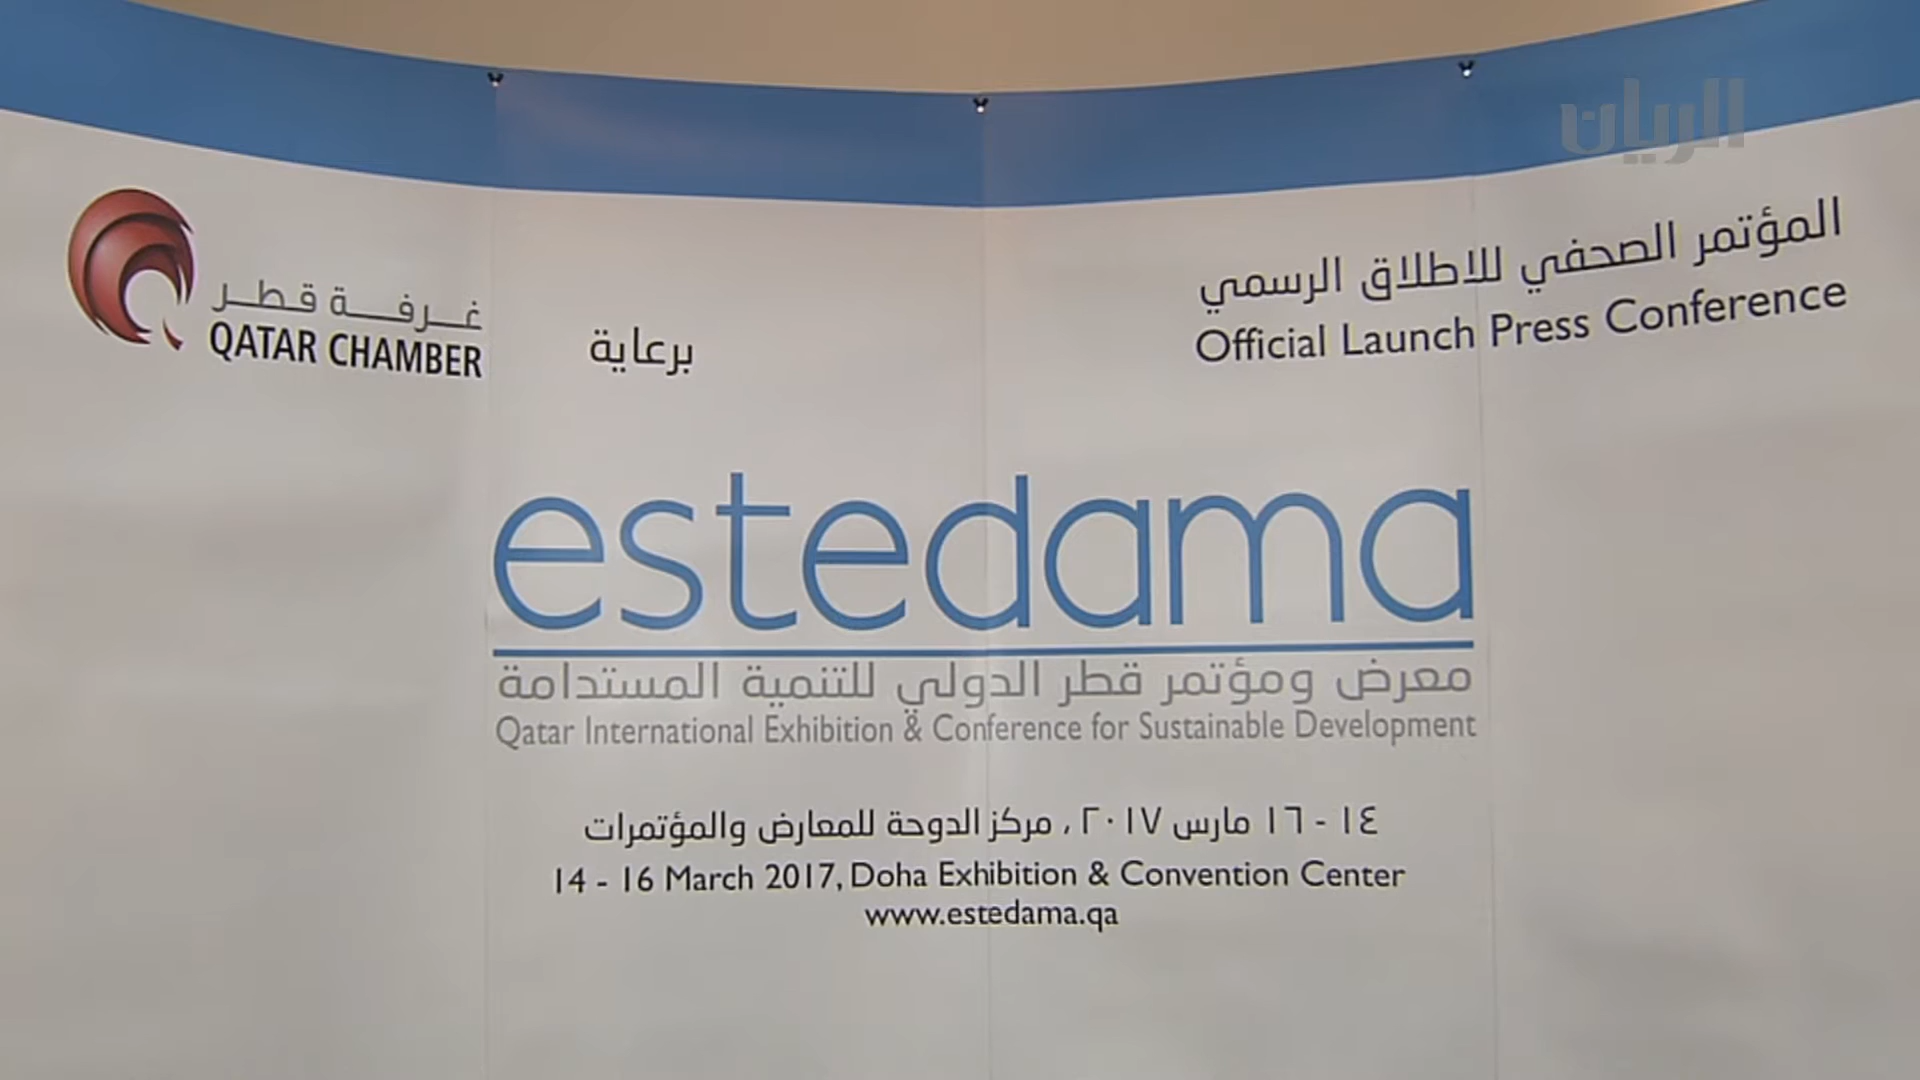 الريان
المؤتمر الصحفي للاطلاق الرسمي
Official Launch Press Conference
برعاية
غرفة قطر
QATAR CHAMBER
estedama
معرض ومؤتمر قطر الدولي للتنمية المستدامة
Qatar International Exhibition & Conference for Sustainable Development
١٤ - ١٦ مارس ٢٠١٧، مركز الدوحة للمعارض والمؤتمرات
14 - 16 March 2017, Doha Exhibition & Convention Center
www.estedama.qa